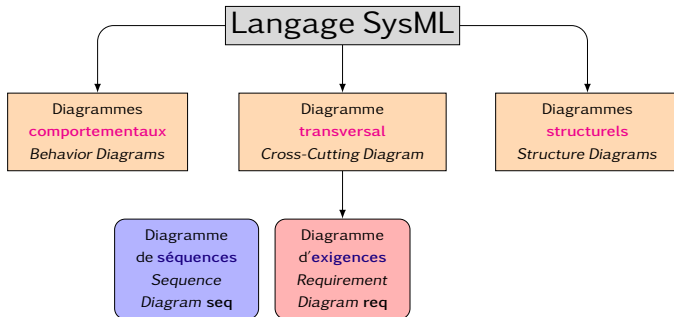 Langage SysML
Diagrammes
comportementaux
Behavior Diagrams
Diagramme
transversal
Cross-Cutting Diagram
Diagrammes
structurels
Structure Diagrams
Diagramme
de séquences
Sequence
Diagram seq
Diagramme
d'exigences
Requirement
Diagram req